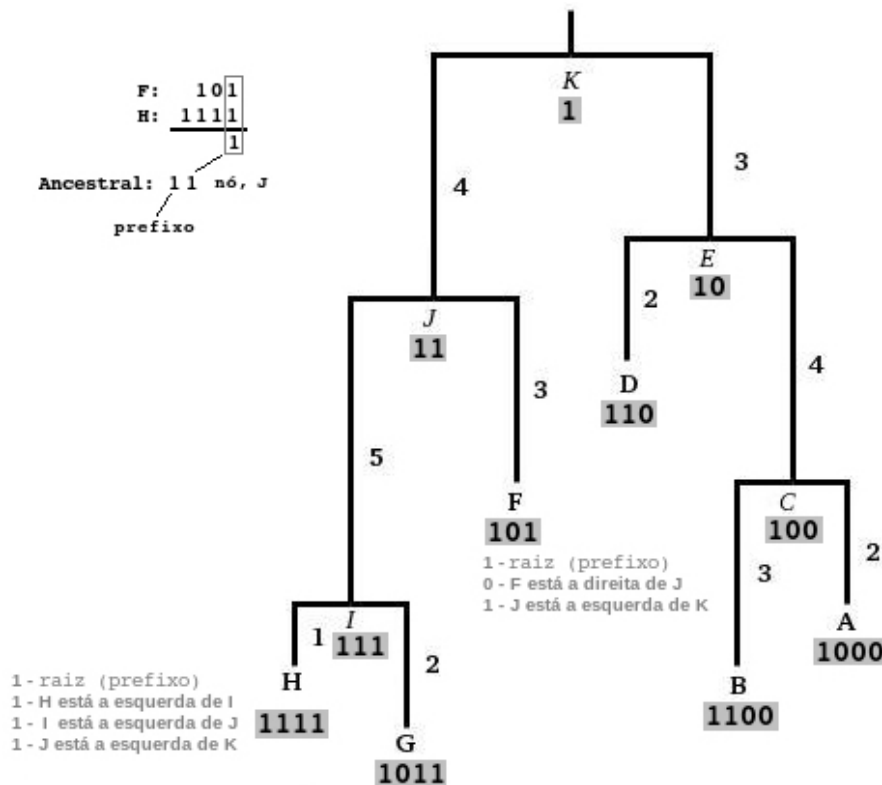 K
1
F: 101
H: 1111
1
Ancestral: 11 nó, J
prefixo
4
3
E
10
J
11
2
D
110
3
4
5
F
101
1 - raiz (prefixo)
0 - F está a direita de J
1 - J está a esquerda de K
C
100
3
2
A
1000
I
111
1
2
H
1111
1 - raiz (prefixo)
1 - H está a esquerda de I
1 - I está a esquerda de J
1 - J está a esquerda de K
B
1100
G
1011